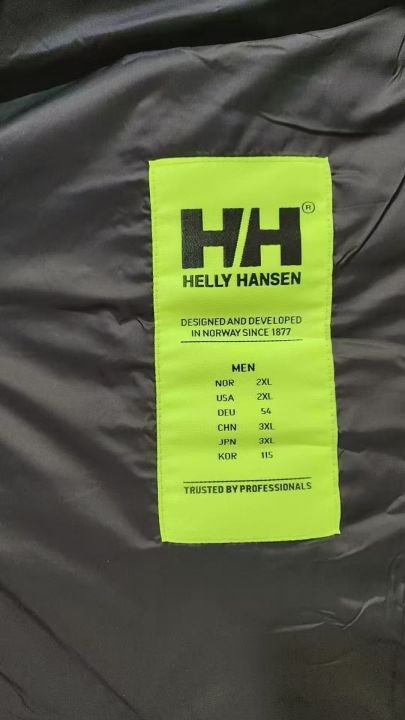 H/H®
HELLY HANSEN
DESIGNED AND DEVELOPED
IN NORWAY SINCE 1877
MEN
NOR 2XL
USA 2XL
DEU 54
CHN 3XL
JPN 3XL
KOR 115
TRUSTED BY PROFESSIONALS